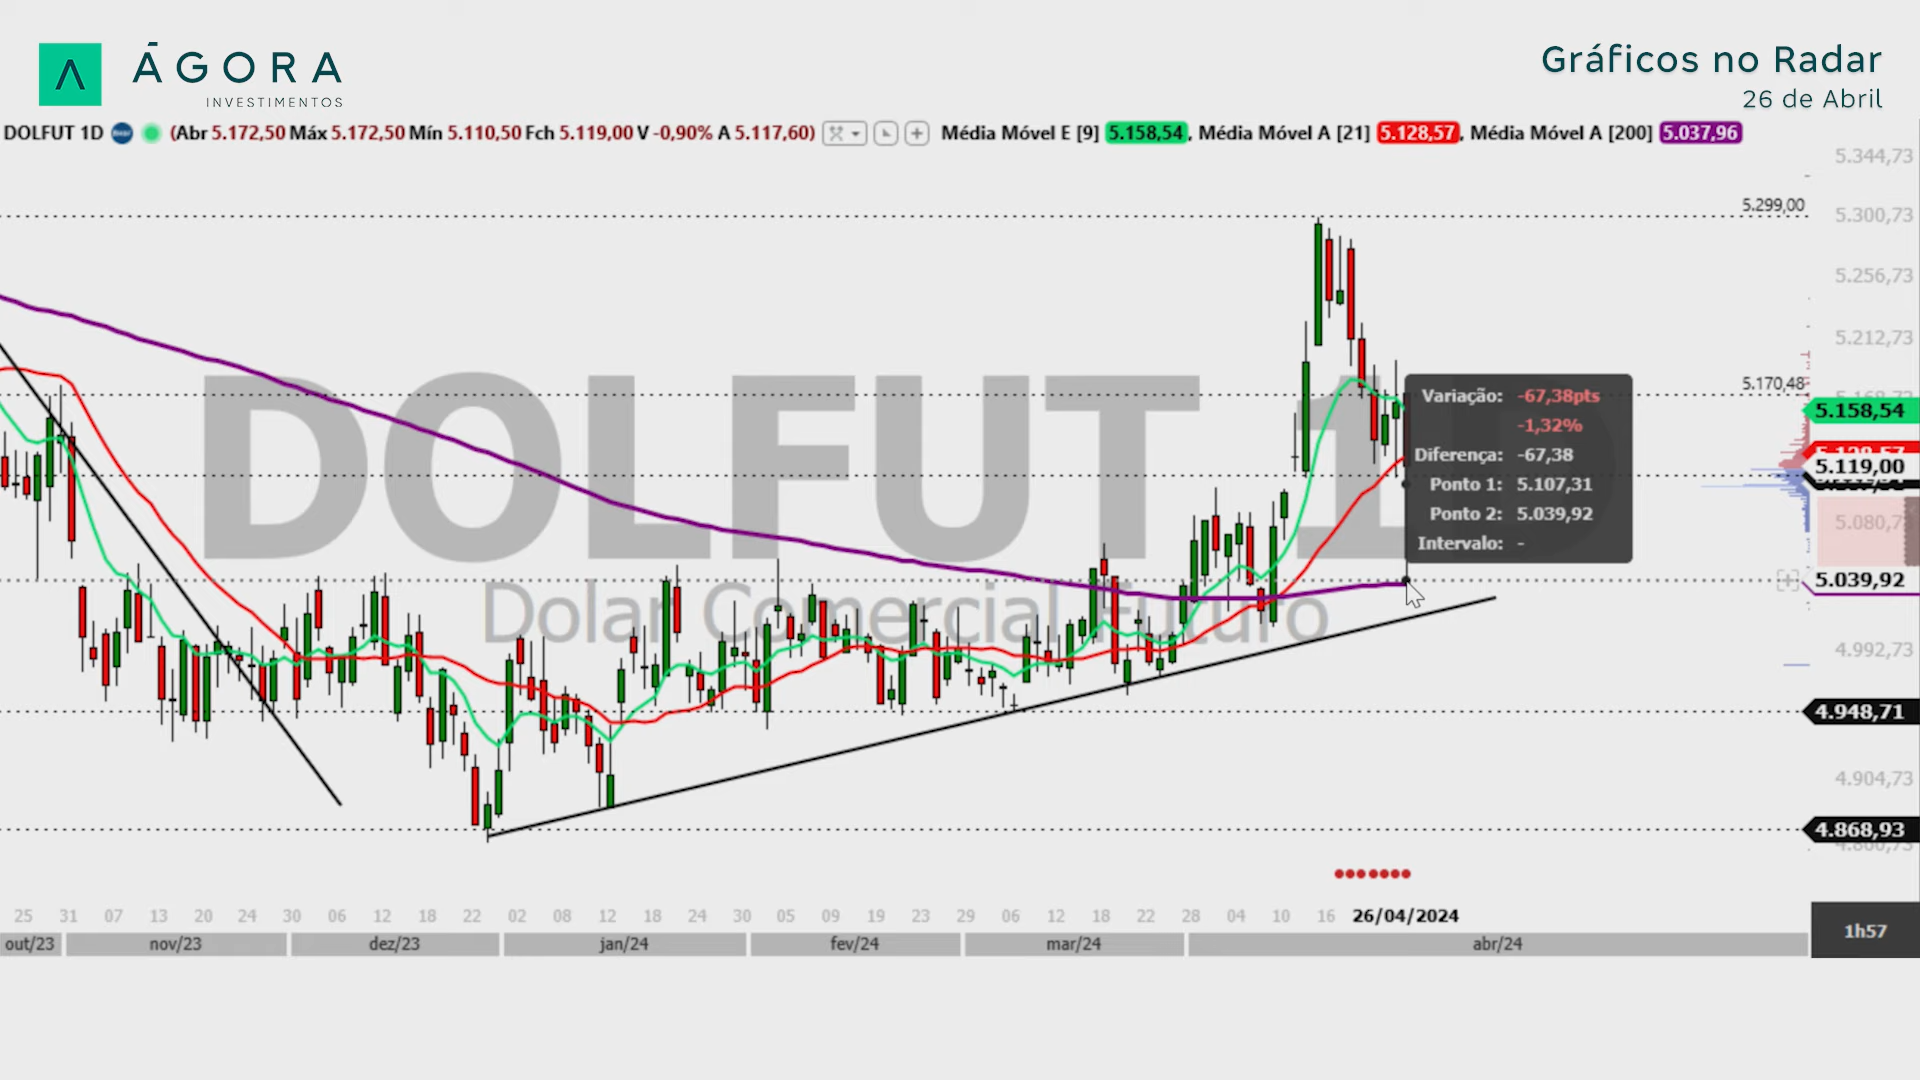 ÁGORA
INVESTIMENTOS
Gráficos no Radar
26 de Abril
DOLFUT 1D (Abr 5.172,50 Máx 5.172,50 Mín 5.110,50 Fch 5.119,00 V -0,90% A 5.117,60) Média Móvel E [9] 5.158,54, Média Móvel A [21] 5.128,57, Média Móvel A [200] 5.037,96
5.344,73
5.299,00
5.300,73
5.256,73
5.212,73
5.170,48
5.158,54
5.119,00
5.039,92
4.992,73
4.948,71
4.904,73
4.868,93
DOLFUT 1D
Dolar Comercial Futuro
Variação: -67,38pts
-1,32%
Diferença: -67,38
Ponto 1: 5.107,31
Ponto 2: 5.039,92
Intervalo: -
25 31 07 13 20 24 30 06 12 18 22 02 08 12 18 24 30 05 09 19 23 29 06 12 18 22 28 04 10 16 26/04/2024
out/23 nov/23 dez/23 jan/24 fev/24 mar/24 abr/24
1h57